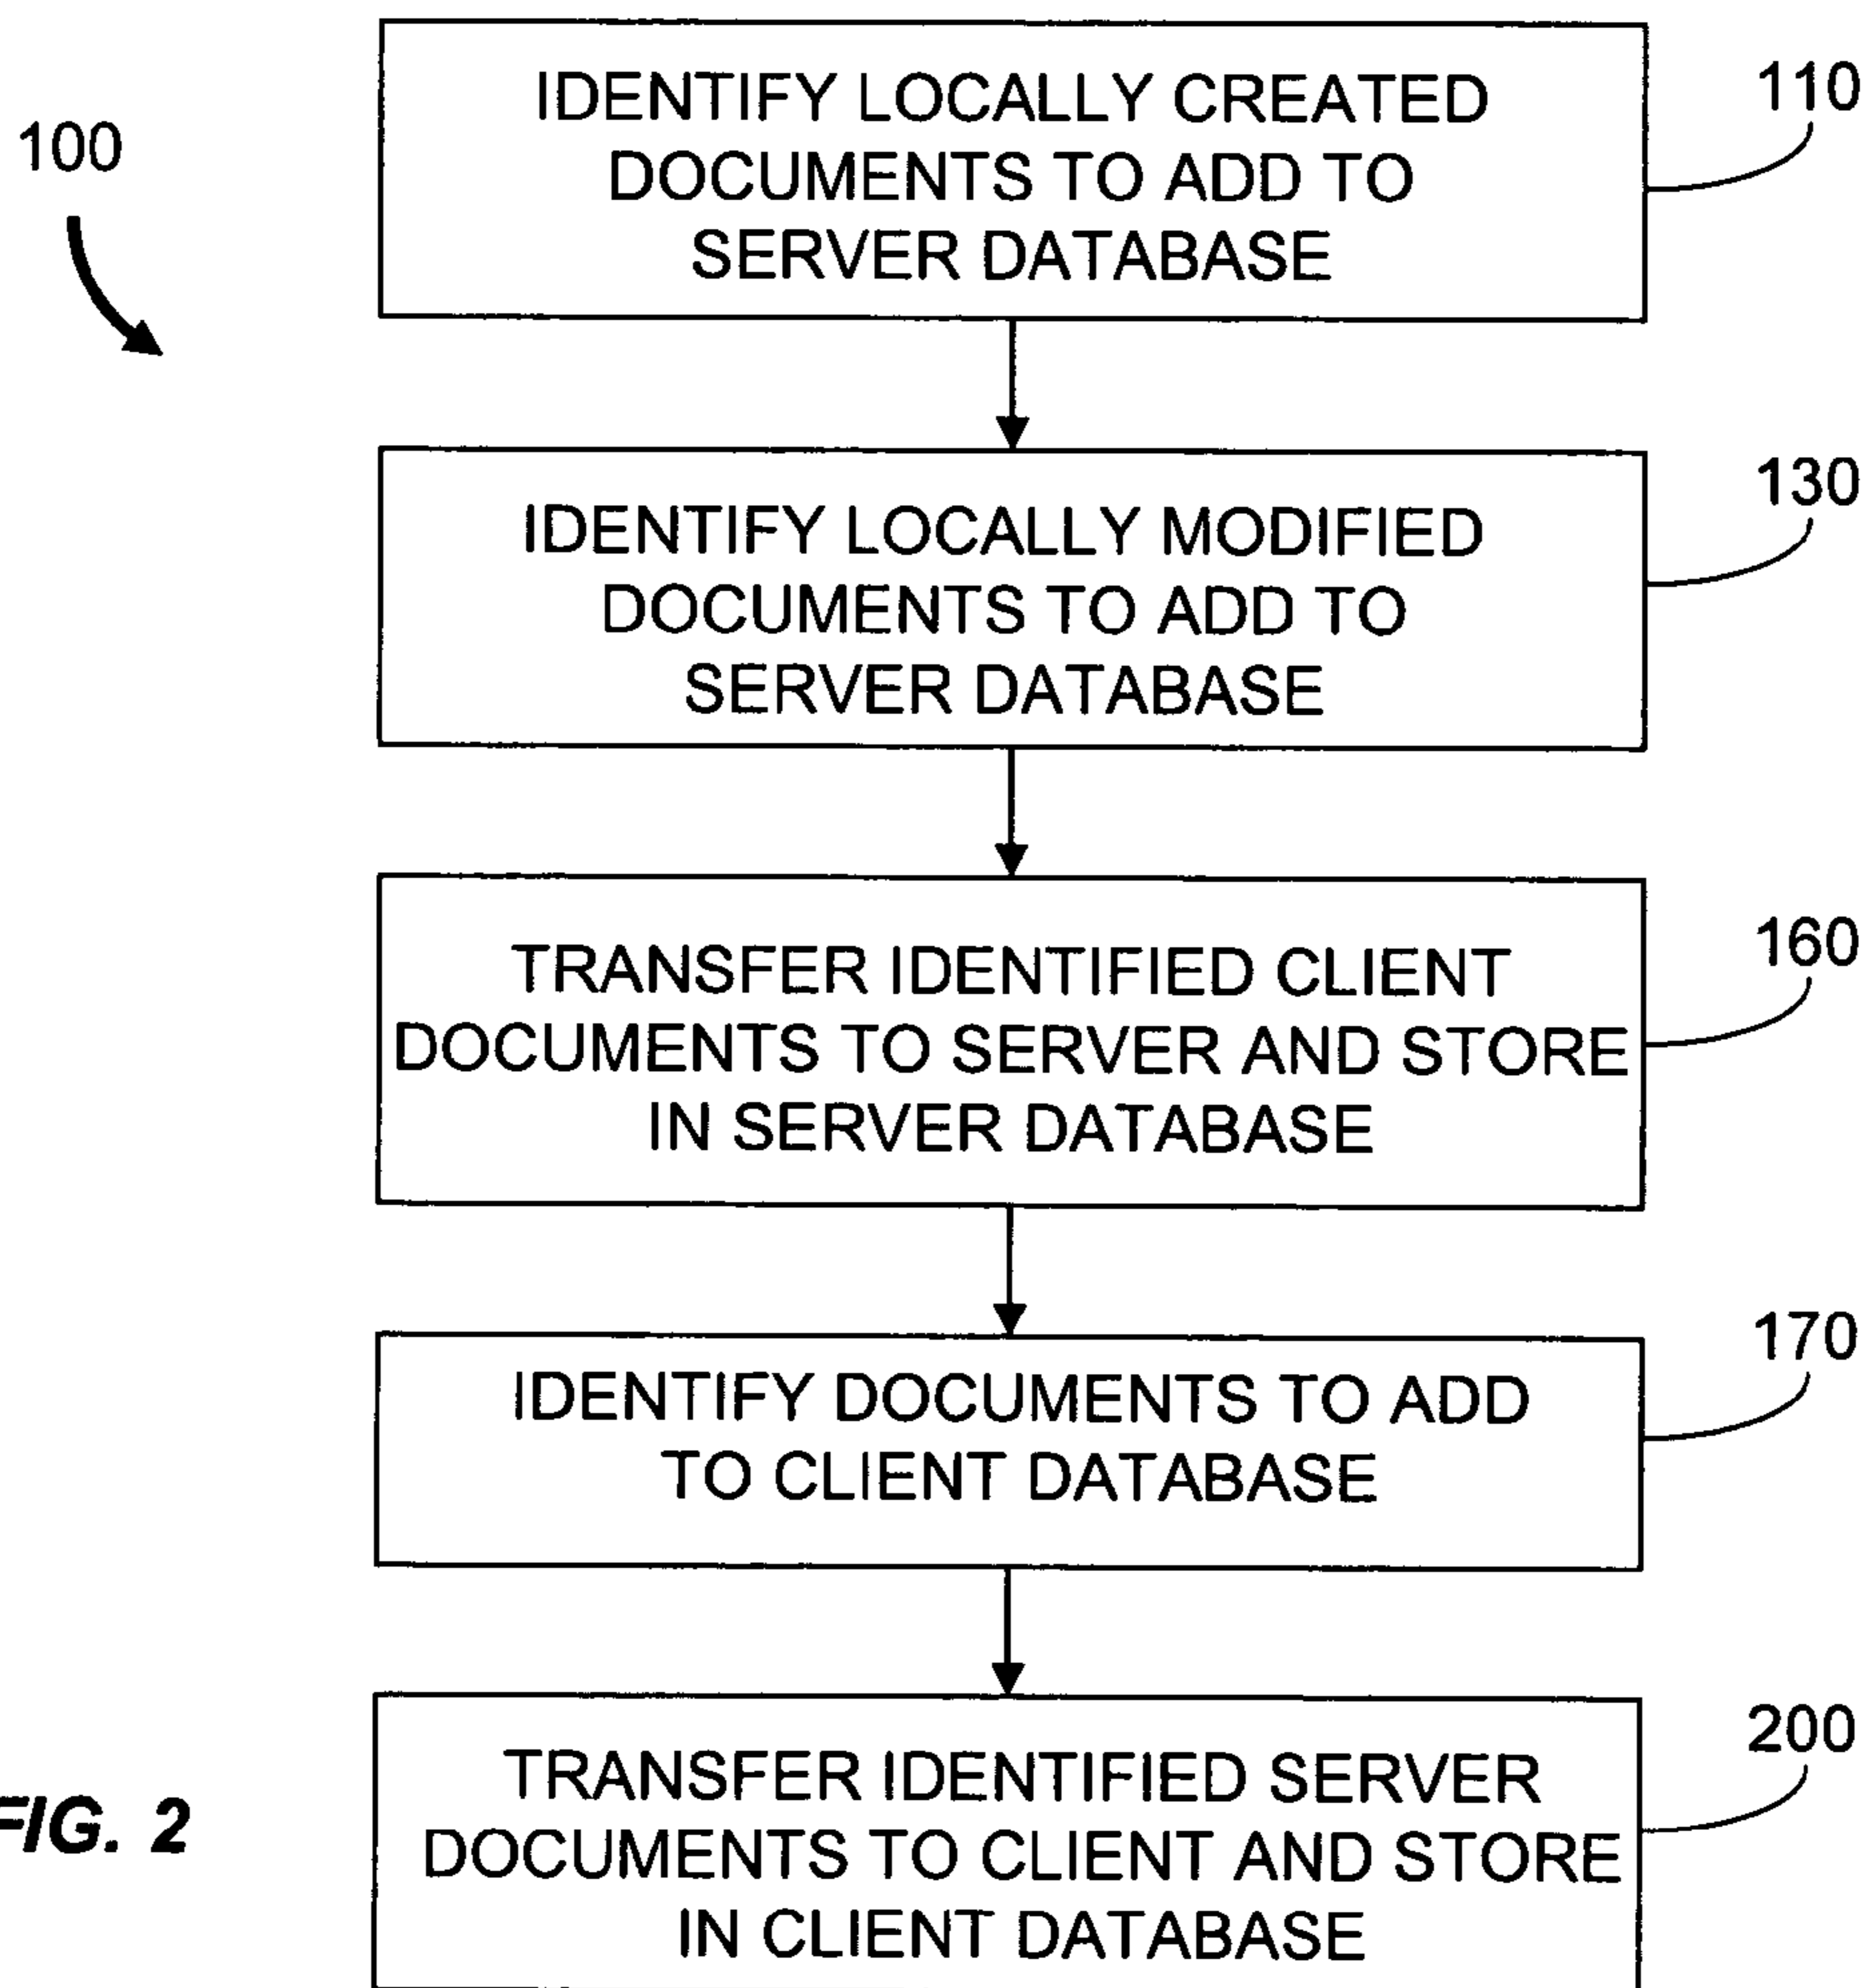 100
IDENTIFY LOCALLY CREATED
DOCUMENTS TO ADD TO
SERVER DATABASE
110
IDENTIFY LOCALLY MODIFIED
DOCUMENTS TO ADD TO
SERVER DATABASE
130
TRANSFER IDENTIFIED CLIENT
DOCUMENTS TO SERVER AND STORE
IN SERVER DATABASE
160
IDENTIFY DOCUMENTS TO ADD
TO CLIENT DATABASE
170
TRANSFER IDENTIFIED SERVER
DOCUMENTS TO CLIENT AND STORE
IN CLIENT DATABASE
200
FIG. 2